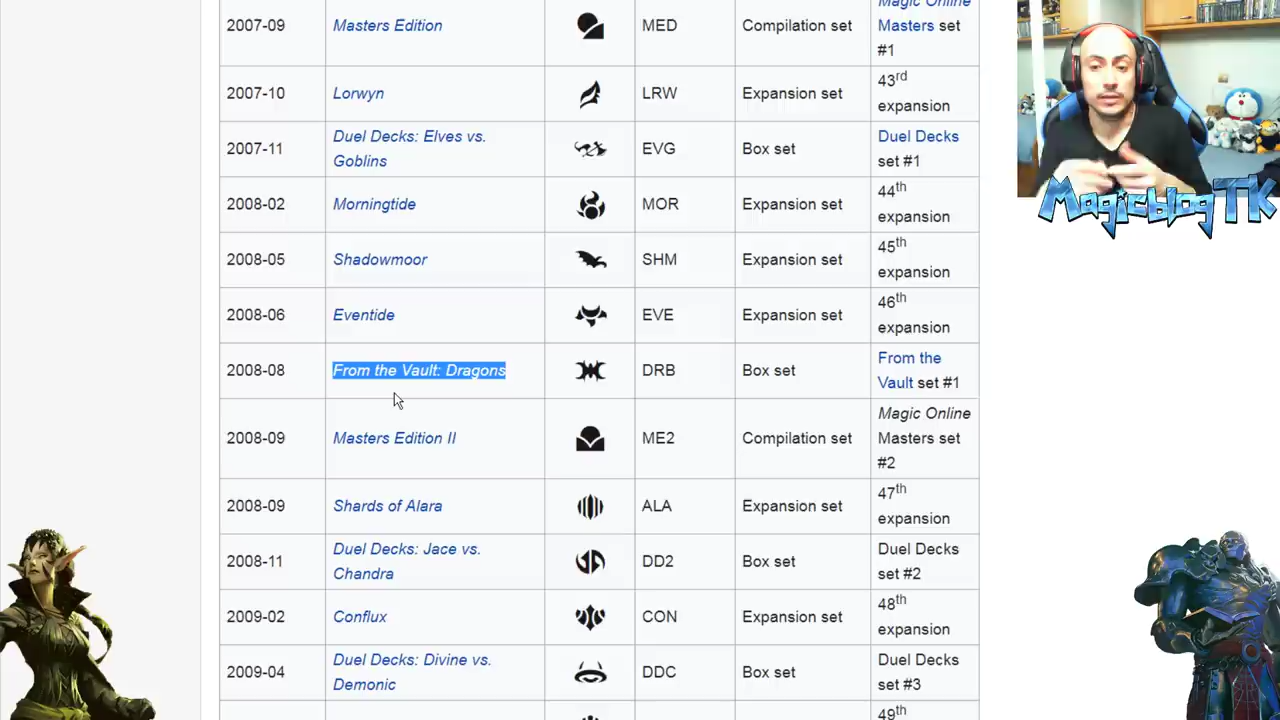 Magic Online
2007-09 Masters Edition MED Compilation set Masters set
#1
2007-10 Lorwyn LRW Expansion set 43rd
expansion
2007-11 Duel Decks: Elves vs. EVG Box set Duel Decks
Goblins set #1
2008-02 Morningtide MOR Expansion set 44th
expansion
2008-05 Shadowmoor SHM Expansion set 45th
expansion
2008-06 Eventide EVE Expansion set 46th
expansion
2008-08 From the Vault: Dragons DRB Box set From the
Vault set #1
Magic Online
2008-09 Masters Edition II ME2 Compilation set Masters set
#2
2008-09 Shards of Alara ALA Expansion set 47th
expansion
2008-11 Duel Decks: Jace vs. DD2 Box set Duel Decks
Chandra set #2
2009-02 Conflux CON Expansion set 48th
expansion
2009-04 Duel Decks: Divine vs. DDC Box set Duel Decks
Demonic set #3
49th
MagicblogTK